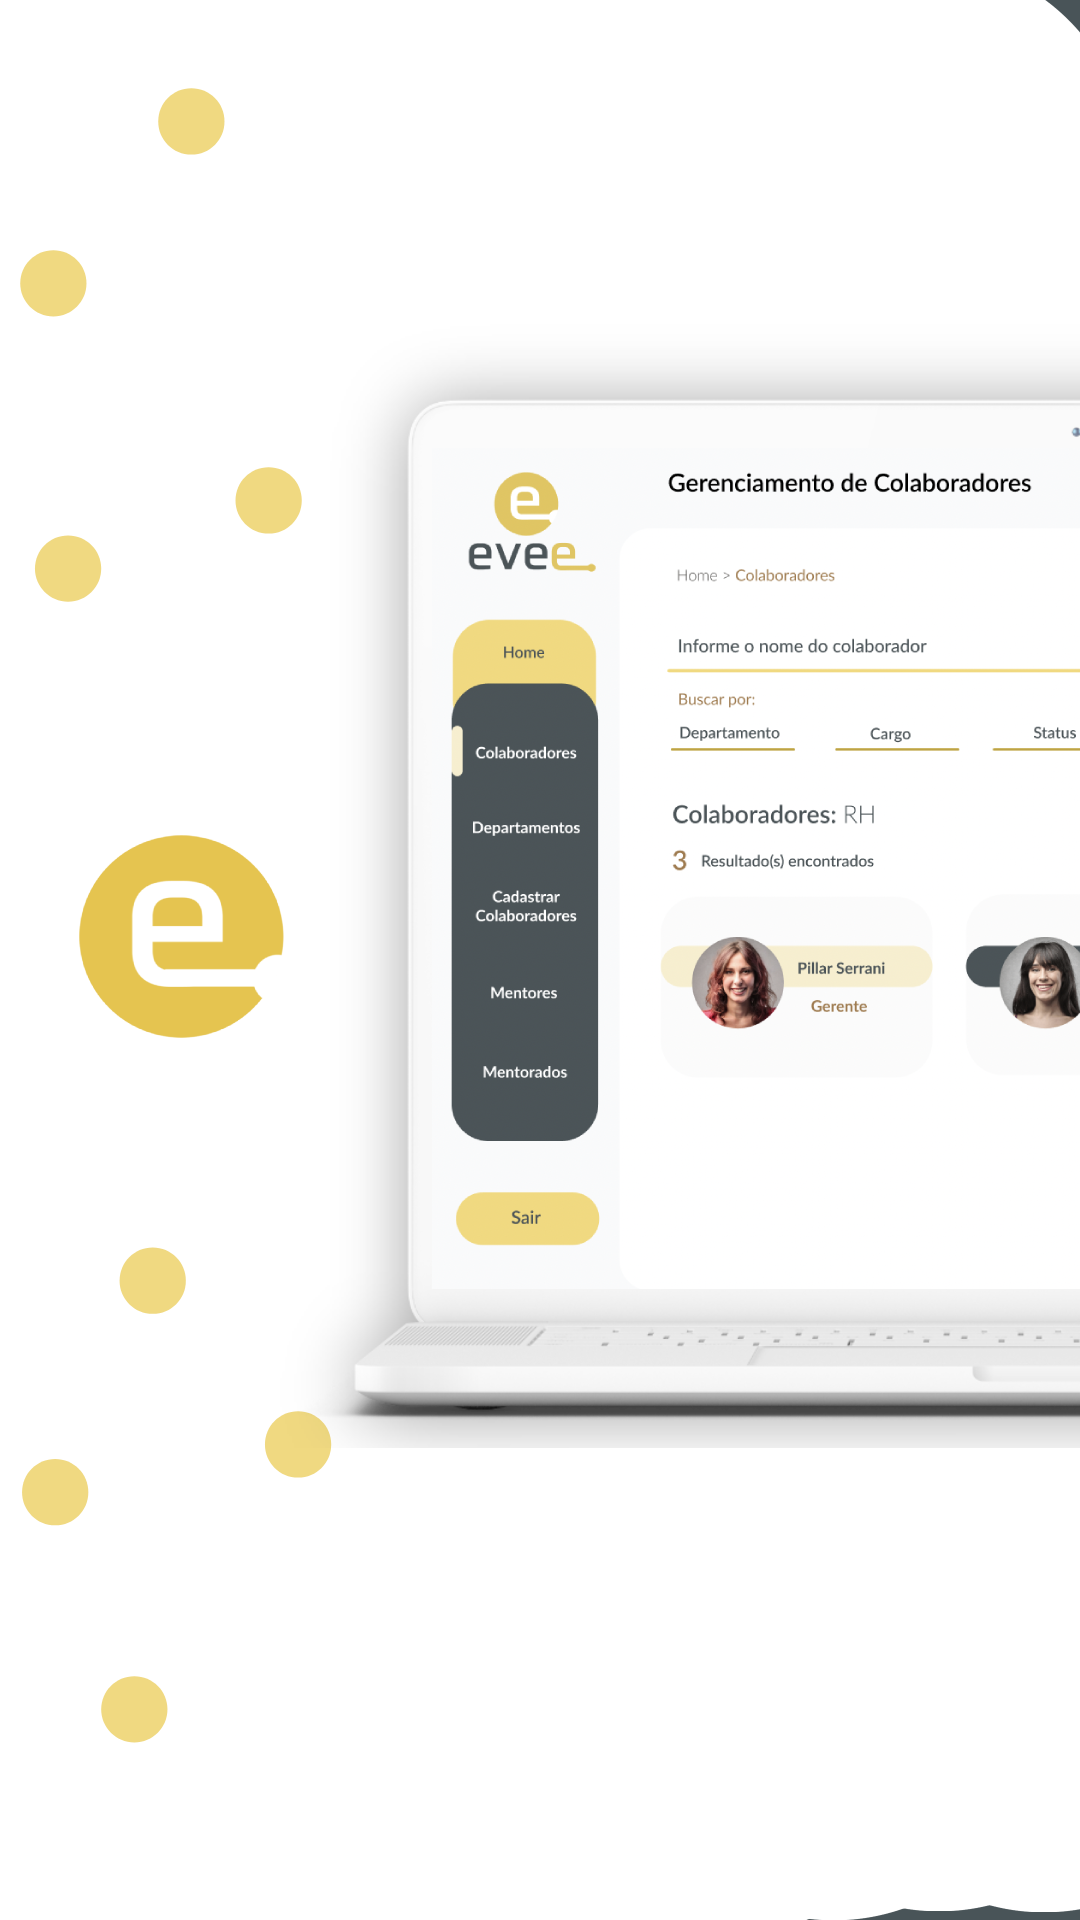 e
evee
Home
Colaboradores
Departamentos
Cadastrar
Colaboradores
Mentores
Mentorados
Sair
Gerenciamento de Colaboradores
Home > Colaboradores
Informe o nome do colaborador
Buscar por:
Departamento Cargo Status
Colaboradores: RH
3 Resultado(s) encontrados
Pillar Serrani
Gerente
e